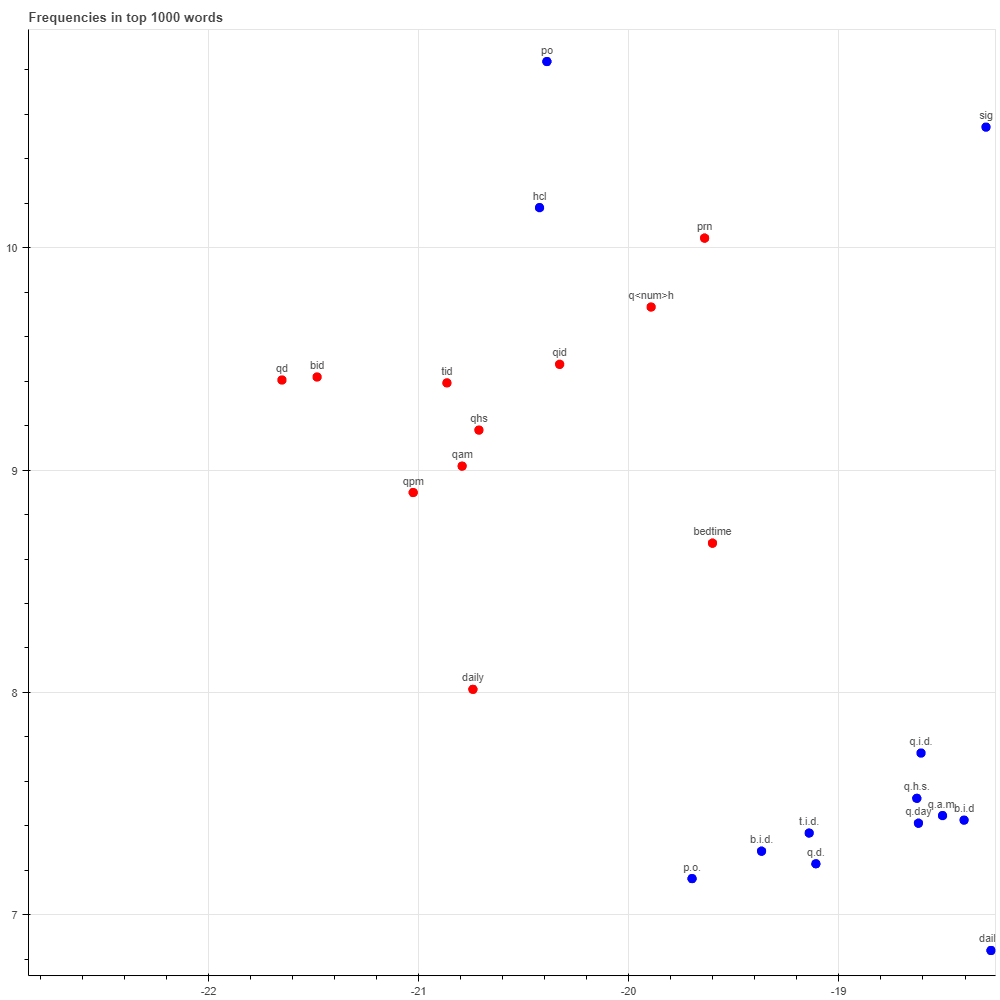 Frequencies in top 1000 words
po
sig
hcl
10
prn
q<num>h
qid
qd
bid
tid
qhs
qam
9
qpm
bedtime
daily
8
q.i.d.
q.h.s.
q.a.m.
q.day
b.i.d
t.i.d.
b.i.d.
q.d.
p.o.
7
dail
-22
-21
-20
-19